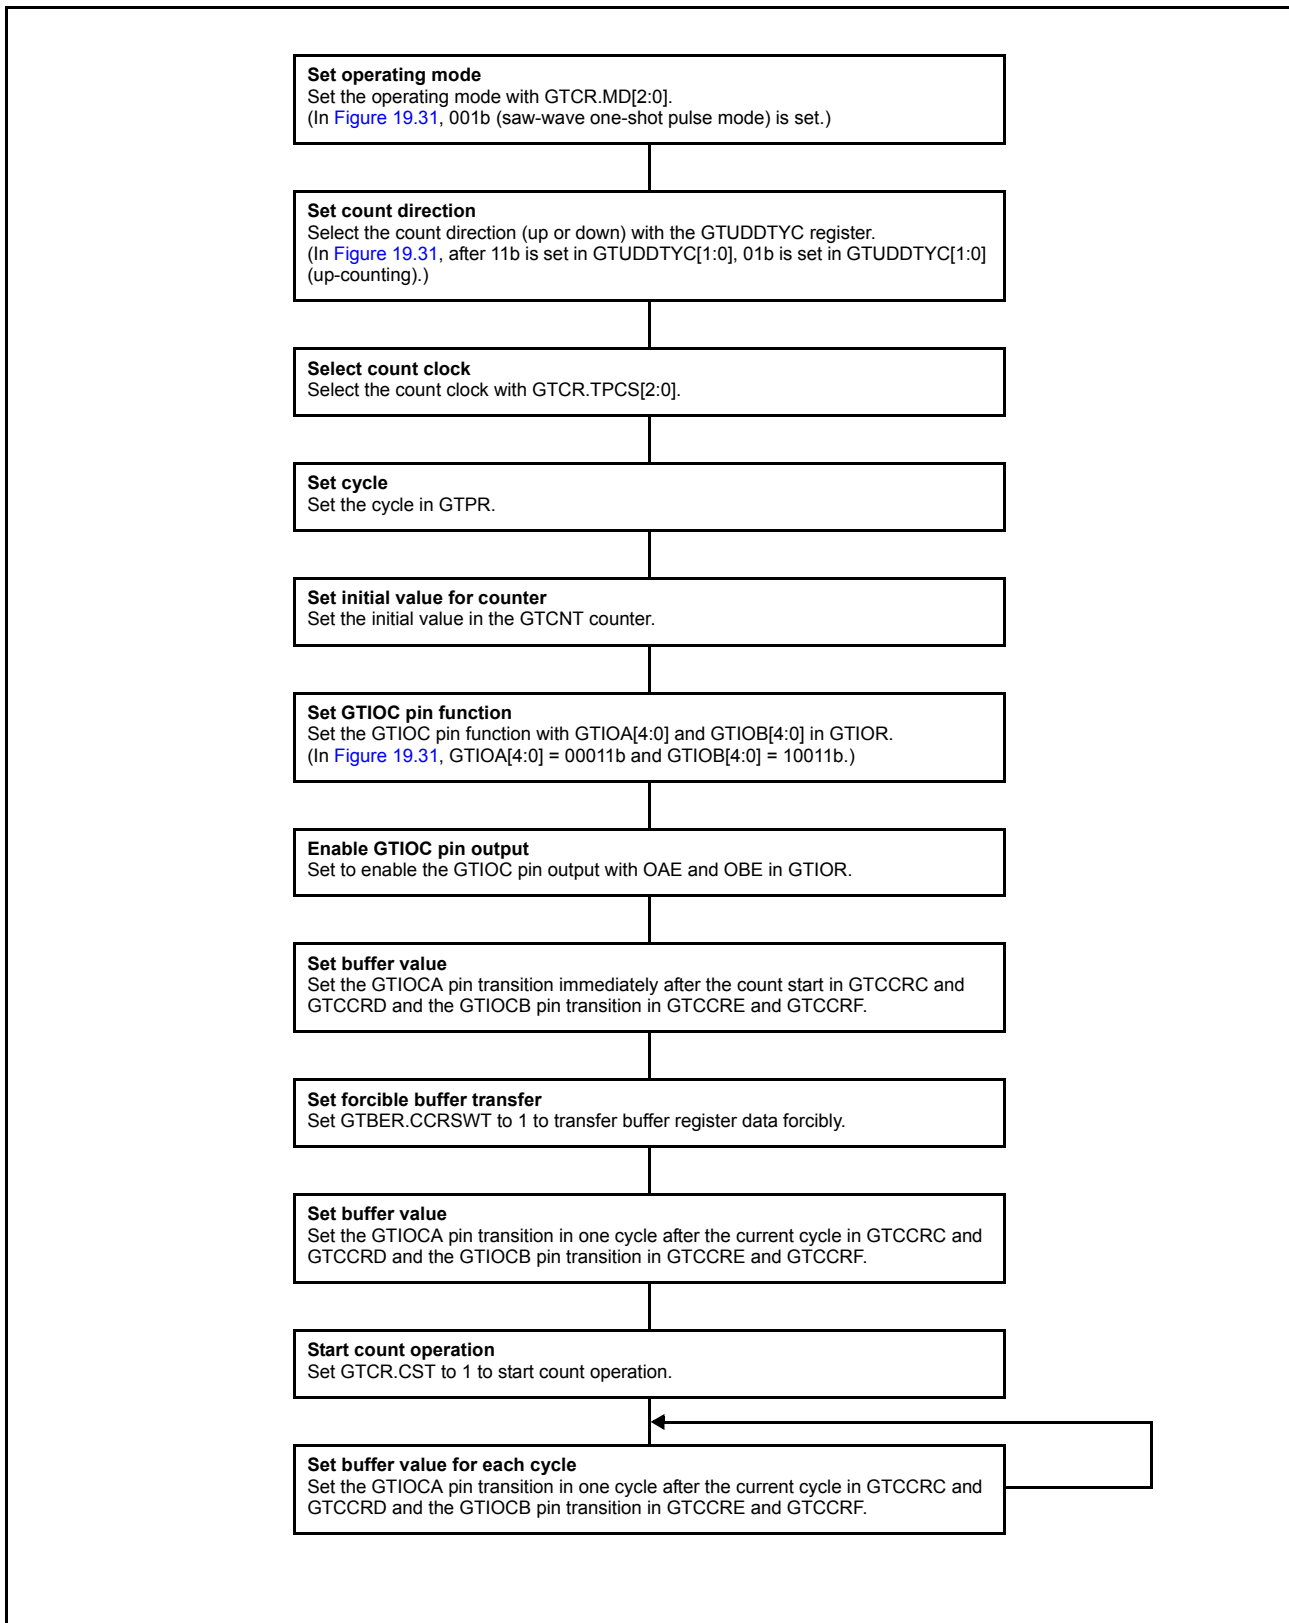 Set operating mode
Set the operating mode with GTCR.MD[2:0].
(In Figure 19.31, 001b (saw-wave one-shot pulse mode) is set.)
Set count direction
Select the count direction (up or down) with the GTUDDTYC register.
(In Figure 19.31, after 11b is set in GTUDDTYC[1:0], 01b is set in GTUDDTYC[1:0]
(up-counting).)
Select count clock
Select the count clock with GTCR.TPCS[2:0].
Set cycle
Set the cycle in GTPR.
Set initial value for counter
Set the initial value in the GTCNT counter.
Set GTIOC pin function
Set the GTIOC pin function with GTIOA[4:0] and GTIOB[4:0] in GTIOR.
(In Figure 19.31, GTIOA[4:0] = 00011b and GTIOB[4:0] = 10011b.)
Enable GTIOC pin output
Set to enable the GTIOC pin output with OAE and OBE in GTIOR.
Set buffer value
Set the GTIOCA pin transition immediately after the count start in GTCCRC and
GTCCRD and the GTIOCB pin transition in GTCCRE and GTCCRF.
Set forcible buffer transfer
Set GTBER.CCRSWT to 1 to transfer buffer register data forcibly.
Set buffer value
Set the GTIOCA pin transition in one cycle after the current cycle in GTCCRC and
GTCCRD and the GTIOCB pin transition in GTCCRE and GTCCRF.
Start count operation
Set GTCR.CST to 1 to start count operation.
Set buffer value for each cycle
Set the GTIOCA pin transition in one cycle after the current cycle in GTCCRC and
GTCCRD and the GTIOCB pin transition in GTCCRE and GTCCRF.